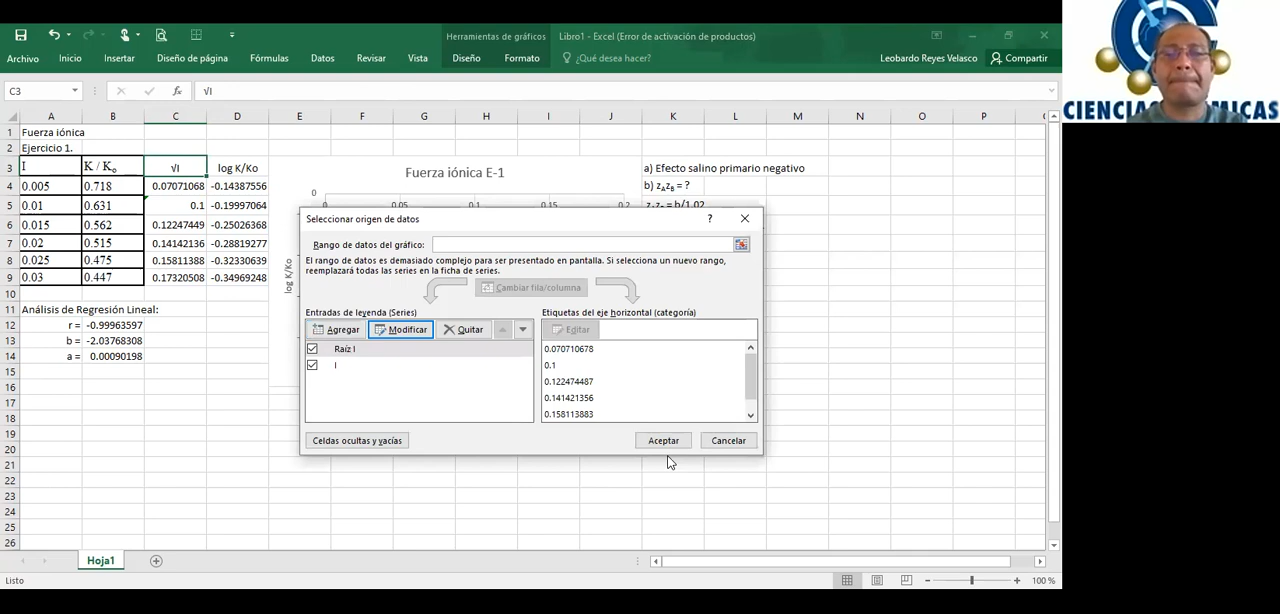 Herramientas de gráficos
Libro1 - Excel (Error de activación de productos)
Archivo Inicio Insertar Diseño de página Fórmulas Datos Revisar Vista Diseño Formato ¿Qué desea hacer? Leobardo Reyes Velasco Compartir
CIENCIAS QUÍMICAS
C3 fx √I
A B C D E F G H I J K L M N O P
1 Fuerza iónica
2 Ejercicio 1.
3 I K / Ko √I log K/Ko Fuerza iónica E-1 a) Efecto salino primario negativo
4 0.005 0.718 0.07071068 -0.14387556 0 b) zAzB = ?
5 0.01 0.631 0.1 -0.19997064 0 0.05 0.1 0.15 0.2
6 0.015 0.562 0.12247449 -0.25026368
7 0.02 0.515 0.14142136 -0.28819277
8 0.025 0.475 0.15811388 -0.32330639
9 0.03 0.447 0.17320508 -0.34969248
log K/Ko
10
11 Análisis de Regresión Lineal:
12 r = -0.99963597
13 b = -2.03768308
14 a = 0.00090198
15
16
17
18
19
20
21
22
23
24
25
26
Seleccionar origen de datos ?
Rango de datos del gráfico:
El rango de datos es demasiado complejo para ser presentado en pantalla. Si selecciona un nuevo rango,
reemplazará todas las series en la ficha de series.
Cambiar fila/columna
Entradas de leyenda (Series) Etiquetas del eje horizontal (categoría)
Agregar Modificar Quitar Editar
Raíz I 0.070710678
I 0.1
0.122474487
0.141421356
0.158113883
Celdas ocultas y vacías Aceptar Cancelar
Hoja1
Listo 100 %